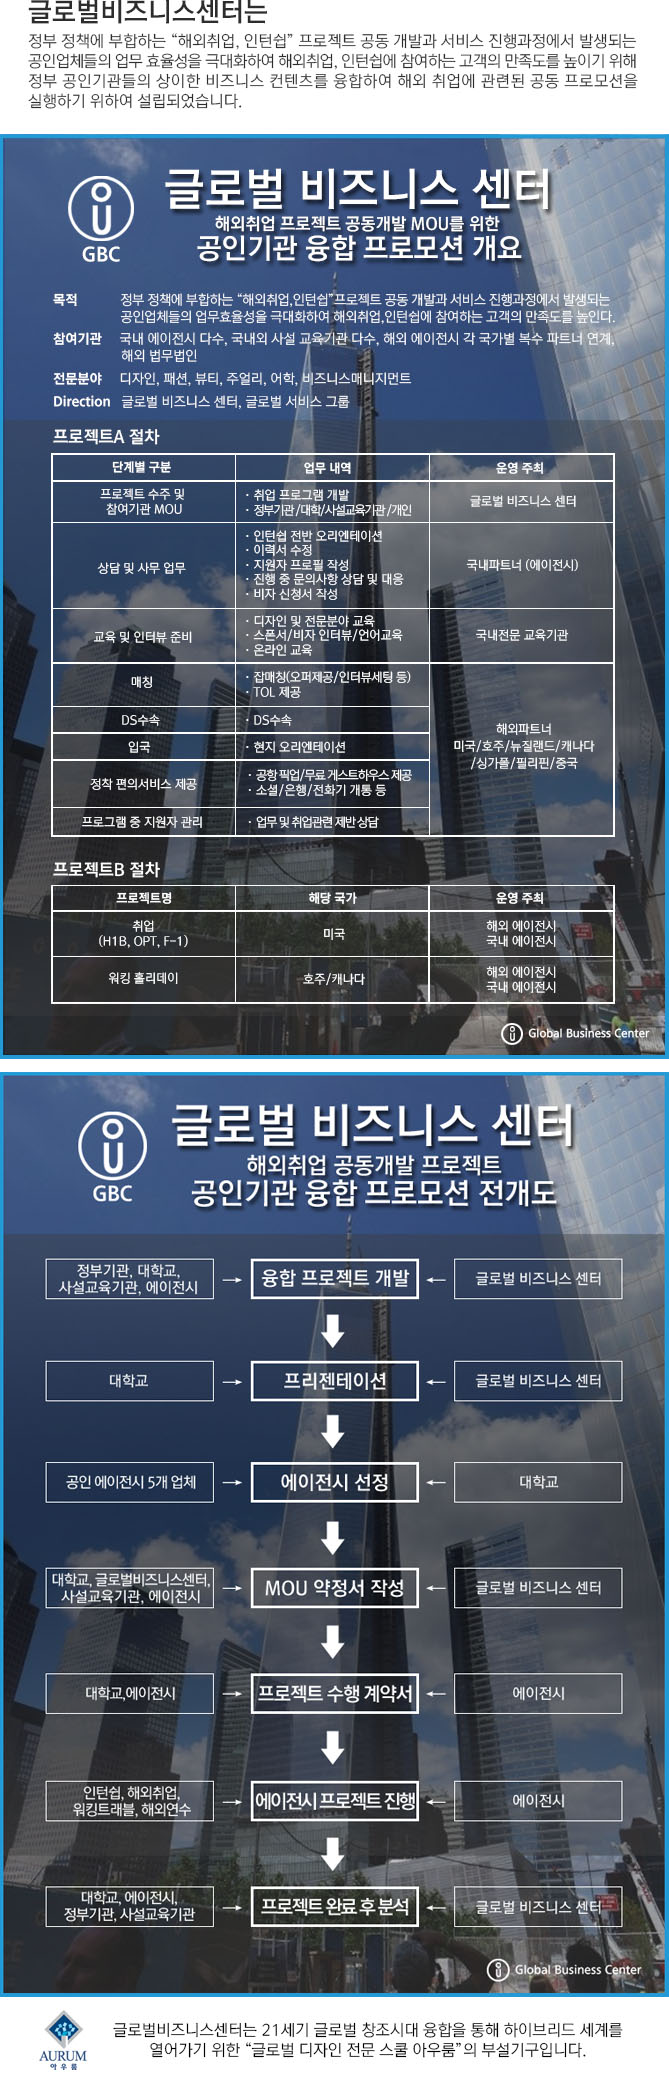 글로벌비즈니스센터는
정부 정책에 부합하는 “해외취업, 인턴쉽” 프로젝트 공동 개발과 서비스 진행과정에서 발생되는
공인업체들의 업무 효율성을 극대화하여 해외취업, 인턴쉽에 참여하는 고객의 만족도를 높이기 위해
정부 공인기관들의 상이한 비즈니스 컨텐츠를 융합하여 해외 취업에 관련된 공동 프로모션을
실행하기 위하여 설립되었습니다.
GBC
글로벌 비즈니스 센터
해외취업 프로젝트 공동개발 MOU를 위한
공인기관 융합 프로모션 개요
목적 정부 정책에 부합하는 “해외취업,인턴쉽”프로젝트 공동 개발과 서비스 진행과정에서 발생되는
공인업체들의 업무효율성을 극대화하여 해외취업,인턴쉽에 참여하는 고객의 만족도를 높인다.
참여기관 국내 에이전시 다수, 국내외 사설 교육기관 다수, 해외 에이전시 각 국가별 복수 파트너 연계,
해외 법무법인
전문분야 디자인, 패션, 뷰티, 주얼리, 어학, 비즈니스매니지먼트
Direction 글로벌 비즈니스 센터, 글로벌 서비스 그룹
프로젝트A 절차
단계별 구분 업무 내역 운영 주최
프로젝트 수주 및
참여기관 MOU
· 취업 프로그램 개발
· 정부기관/대학/사설교육기관/개인
글로벌 비즈니스 센터
상담 및 사무 업무
· 인턴쉽 전반 오리엔테이션
· 이력서 수정
· 지원자 프로필 작성
· 진행 중 문의사항 상담 및 대응
· 비자 신청서 작성
국내파트너 (에이전시)
교육 및 인터뷰 준비
· 디자인 및 전문분야 교육
· 스폰서/비자 인터뷰/언어교육
· 온라인 교육
국내전문 교육기관
매칭
· 잡매칭(오퍼제공/인터뷰세팅 등)
· TOL 제공
DS수속 · DS수속
입국 · 현지 오리엔테이션
정착 편의서비스 제공
· 공항 픽업/무료 게스트하우스 제공
· 소셜/은행/전화기 개통 등
프로그램 중 지원자 관리 · 업무 및 취업관련 제반 상담
해외파트너
미국/호주/뉴질랜드/캐나다
/싱가폴/필리핀/중국
프로젝트B 절차
프로젝트명 해당 국가 운영 주최
취업
(H1B, OPT, F-1)
미국
해외 에이전시
국내 에이전시
워킹 홀리데이 호주/캐나다
해외 에이전시
국내 에이전시
Global Business Center
GBC
글로벌 비즈니스 센터
해외취업 공동개발 프로젝트
공인기관 융합 프로모션 전개도
정부기관, 대학교,
사설교육기관, 에이전시
융합 프로젝트 개발
글로벌 비즈니스 센터
대학교
프리젠테이션
글로벌 비즈니스 센터
공인 에이전시 5개 업체
에이전시 선정
대학교
대학교, 글로벌비즈니스센터,
사설교육기관, 에이전시
MOU 약정서 작성
글로벌 비즈니스 센터
대학교,에이전시
프로젝트 수행 계약서
에이전시
인턴쉽, 해외취업,
워킹트래블, 해외연수
에이전시 프로젝트 진행
에이전시
대학교, 에이전시,
정부기관, 사설교육기관
프로젝트 완료 후 분석
글로벌 비즈니스 센터
Global Business Center
AURUM
아우룸
글로벌비즈니스센터는 21세기 글로벌 창조시대 융합을 통해 하이브리드 세계를
열어가기 위한 “글로벌 디자인 전문 스쿨 아우룸”의 부설기구입니다.